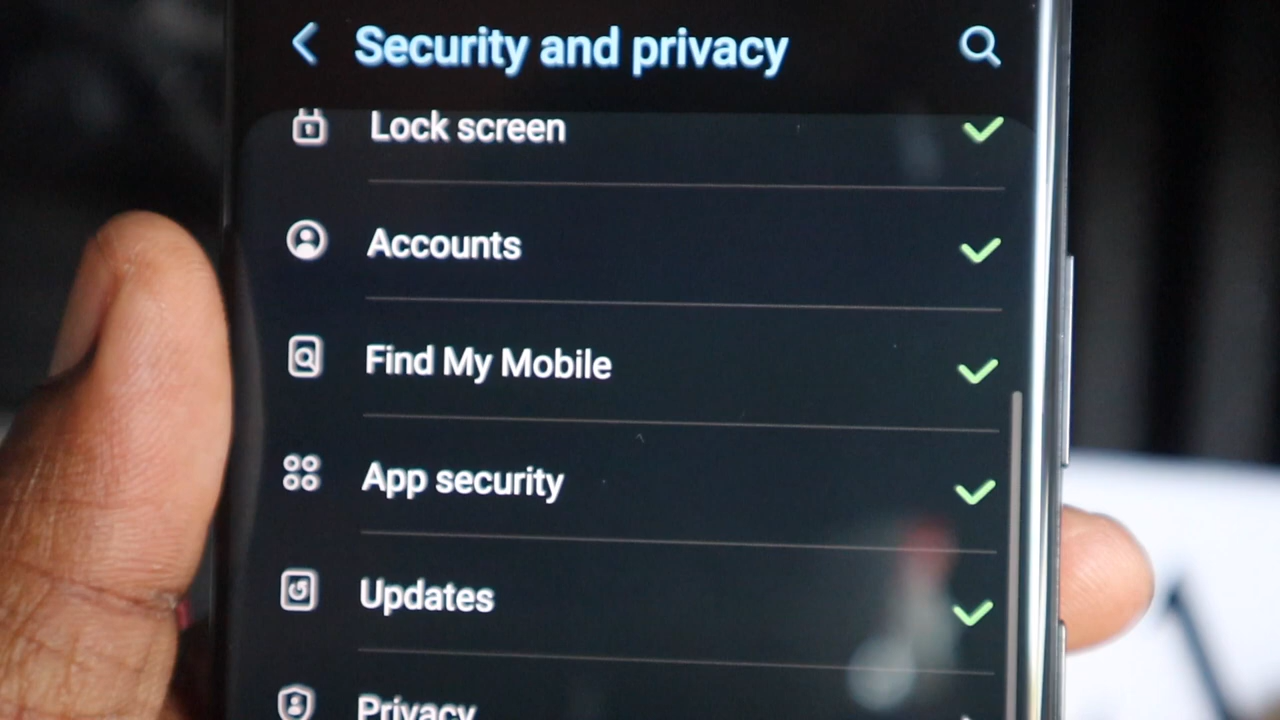 Security and privacy
Lock screen
Accounts
Find My Mobile
App security
Updates
Privacy